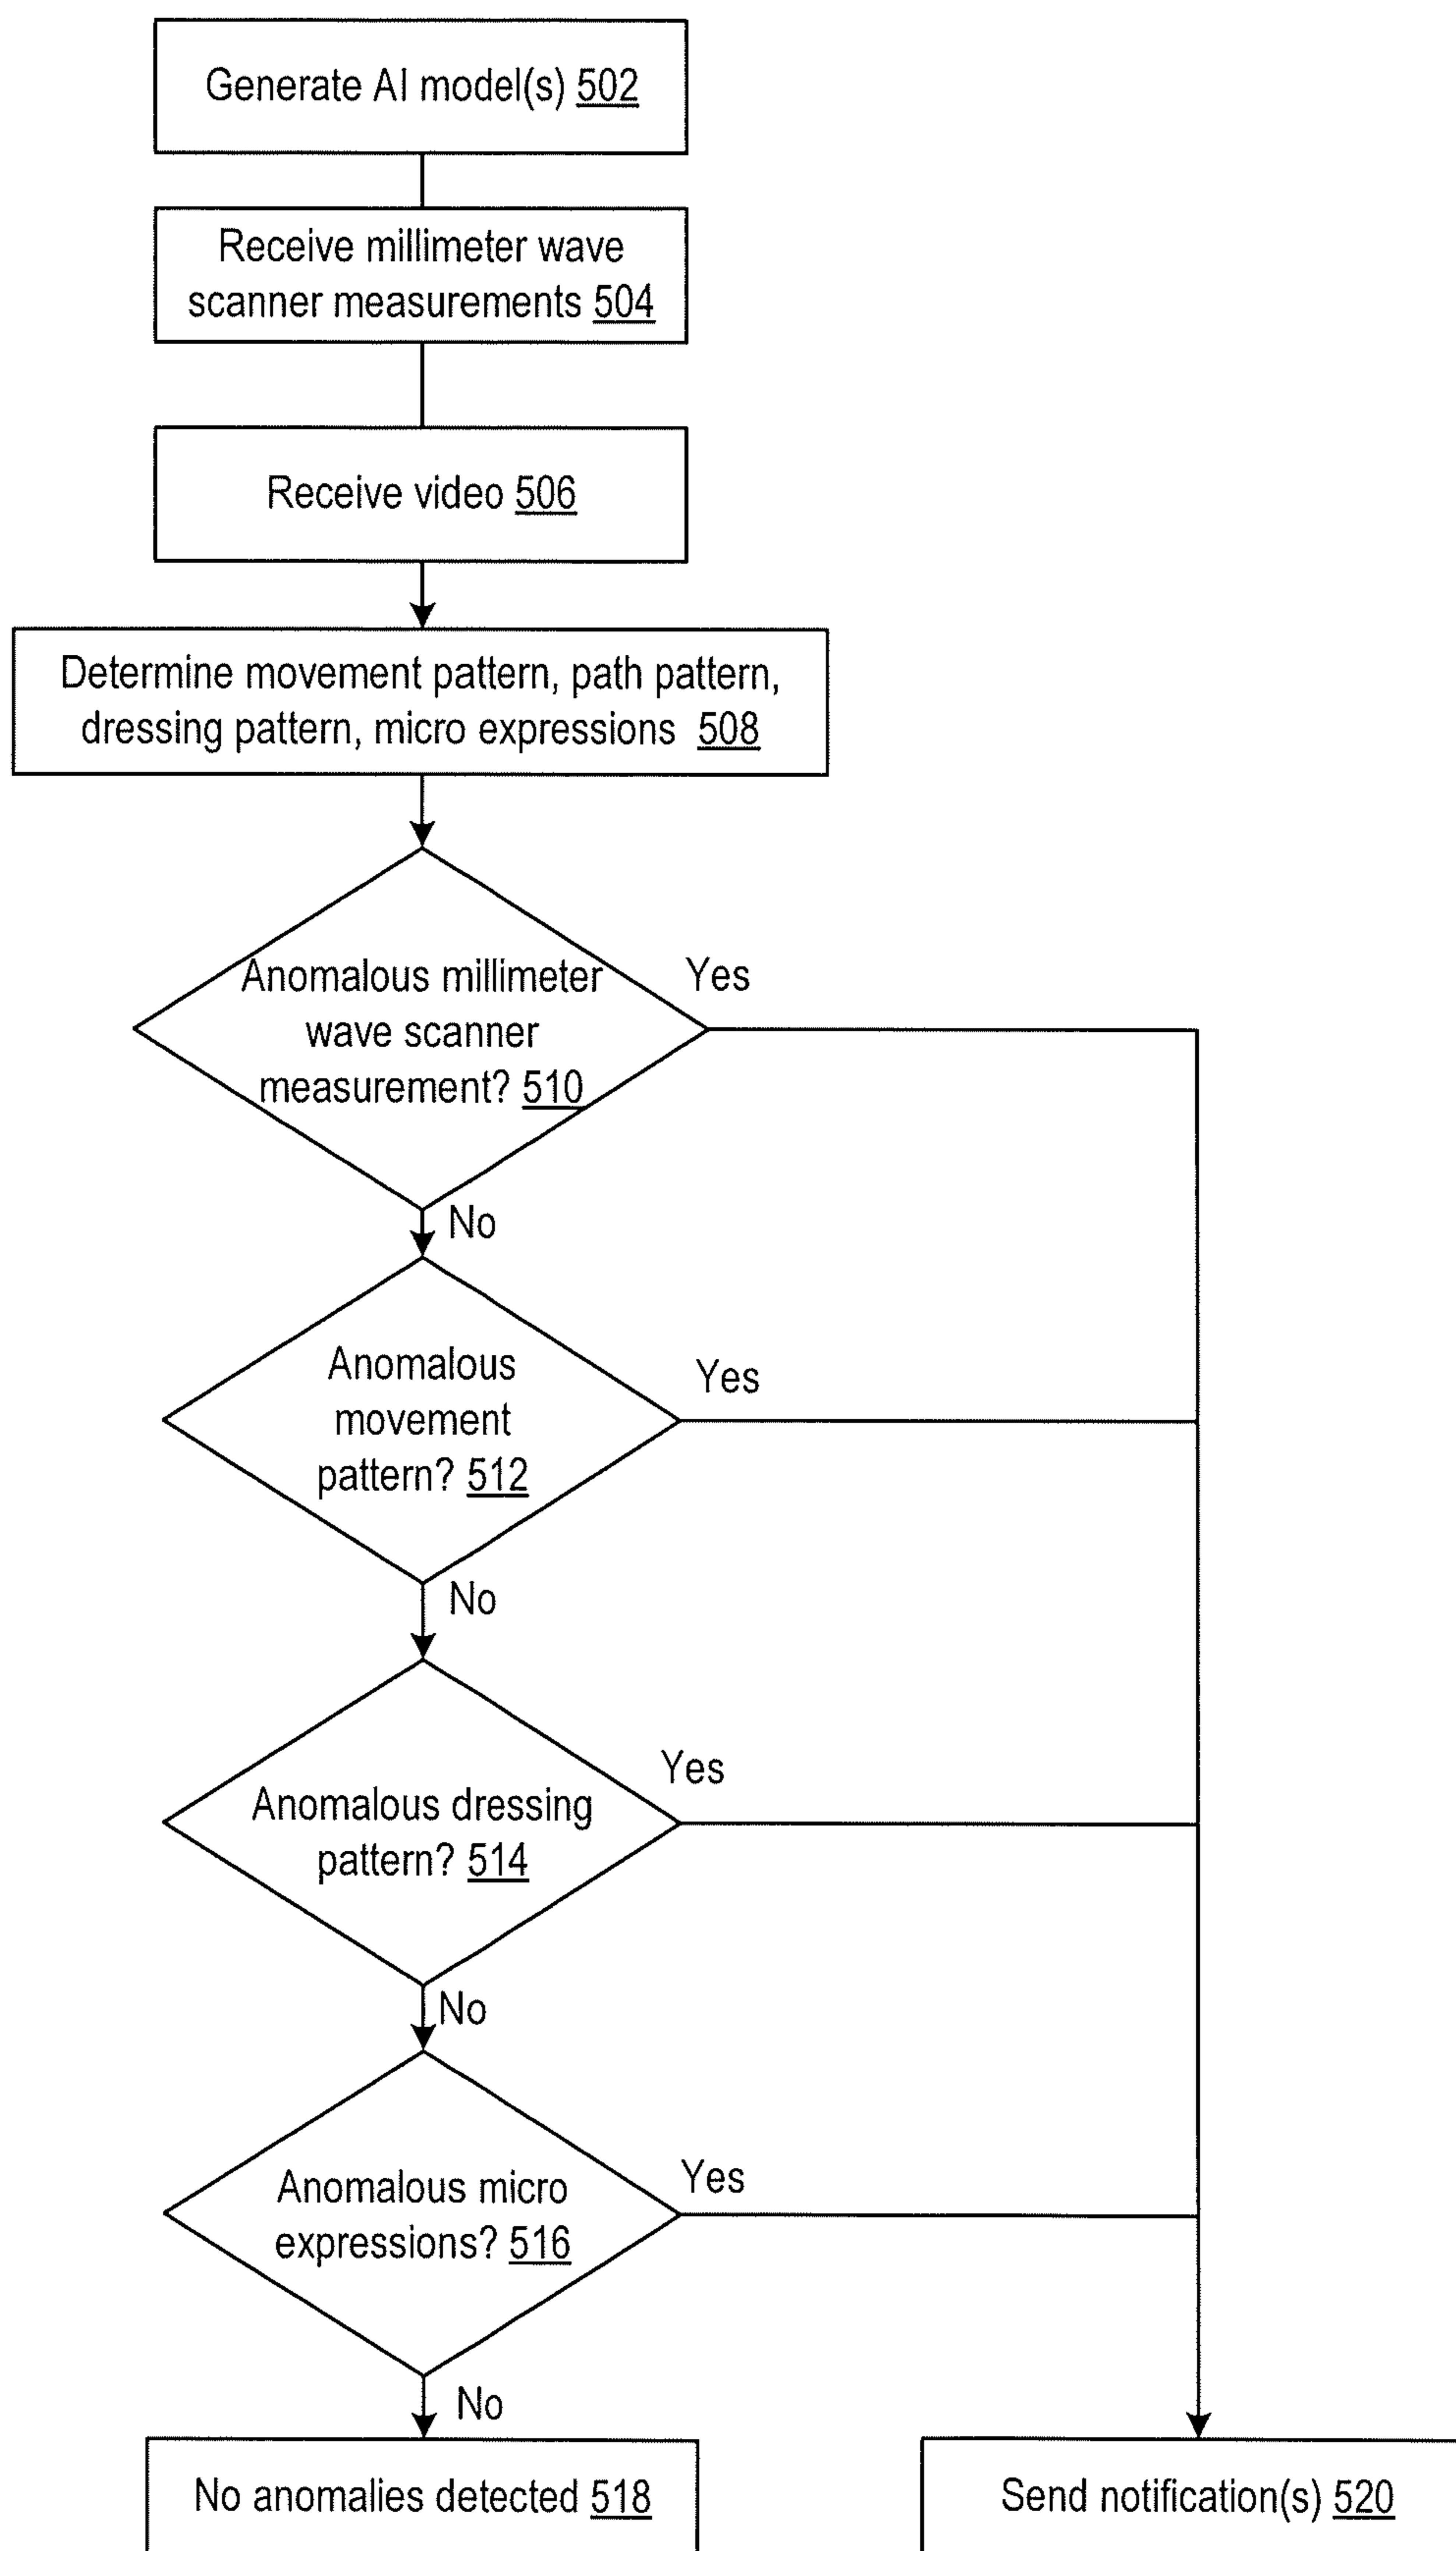 Generate AI model(s) 502
Receive millimeter wave
scanner measurements 504
Receive video 506
Determine movement pattern, path pattern,
dressing pattern, micro expressions 508
Anomalous millimeter
wave scanner
measurement? 510
Yes
No
Anomalous
movement
pattern? 512
Yes
No
Anomalous dressing
pattern? 514
Yes
No
Anomalous micro
expressions? 516
Yes
No
No anomalies detected 518
Send notification(s) 520